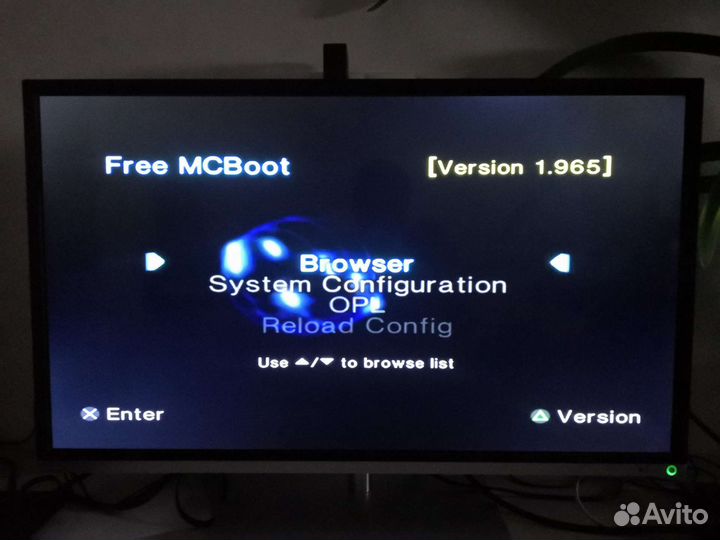 Free MCBoot
[Version 1.965]
Browser
System Configuration
OPL
Reload Config
Use ▲/▼ to browse list
Enter
Version
Avito